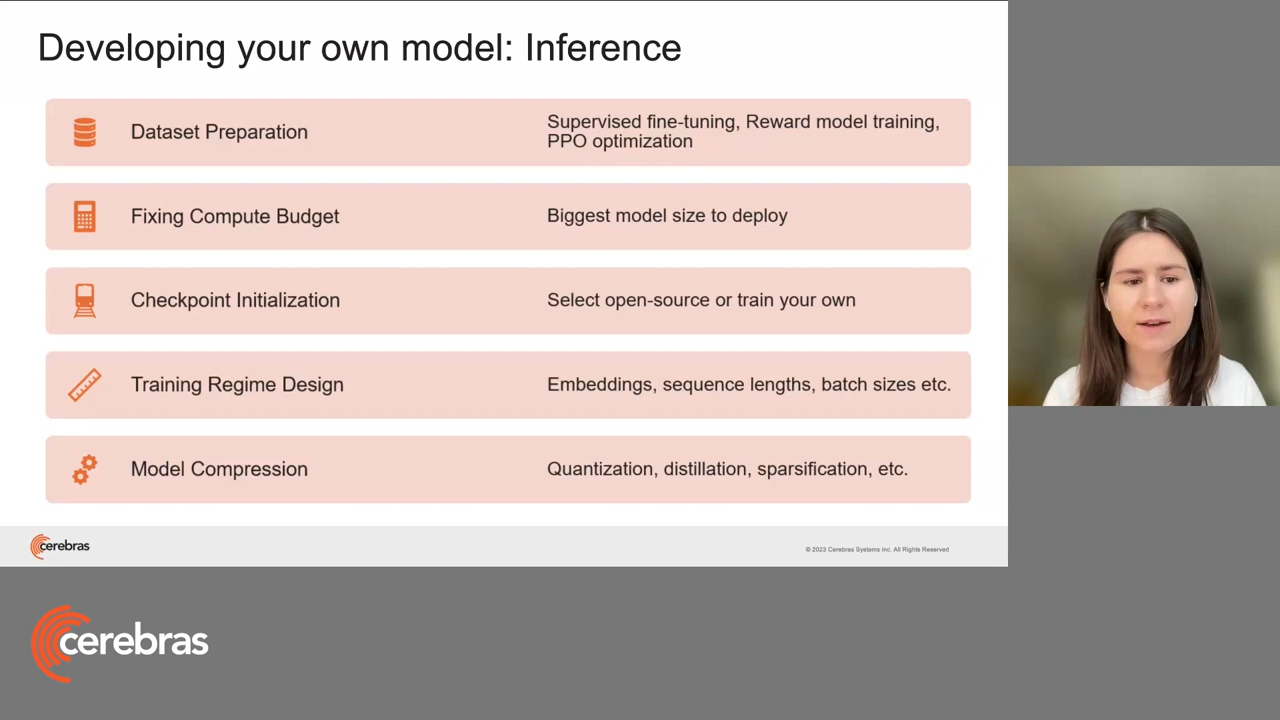 Developing your own model: Inference
Dataset Preparation
Supervised fine-tuning, Reward model training,
PPO optimization
Fixing Compute Budget
Biggest model size to deploy
Checkpoint Initialization
Select open-source or train your own
Training Regime Design
Embeddings, sequence lengths, batch sizes etc.
Model Compression
Quantization, distillation, sparsification, etc.
cerebras
© 2023 Cerebras Systems Inc. All Rights Reserved
cerebras